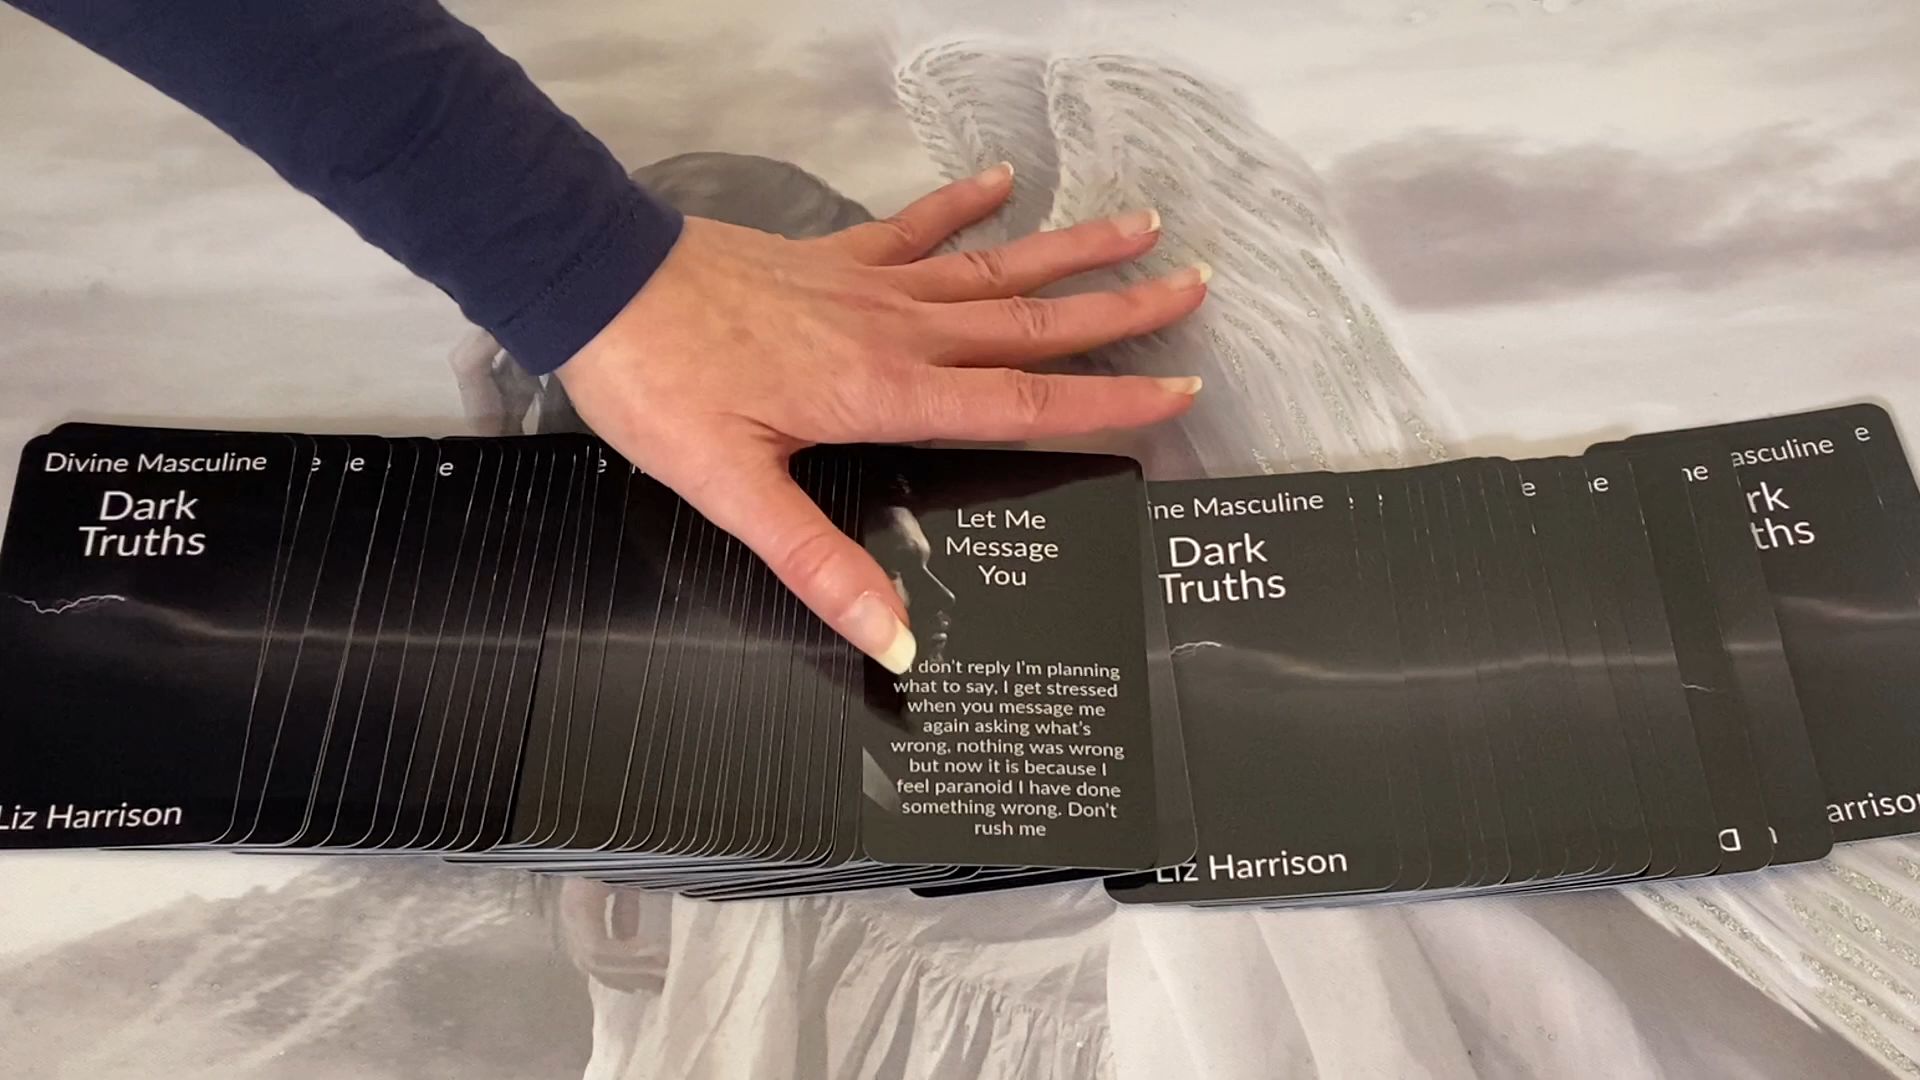 Divine Masculine
Dark
Truths
Liz Harrison
e
e
e
e
Let Me
Message
You
don't reply I'm planning
what to say, I get stressed
when you message me
again asking what's
wrong, nothing was wrong
but now it is because I
feel paranoid I have done
something wrong. Don't
rush me
ine Masculine
Dark
Truths
Liz Harrison
e
e
ne
asculine
rk
ths
arriso
e